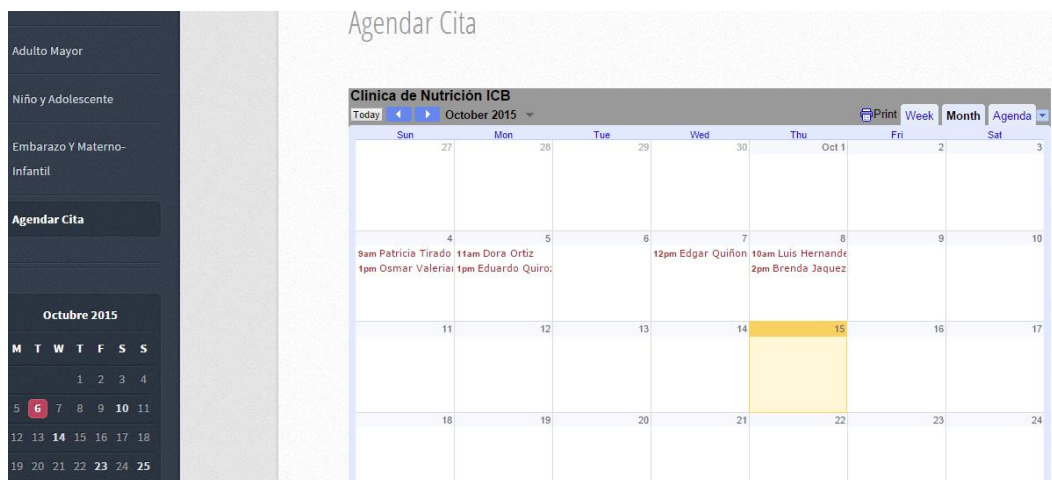 Agendar Cita
Adulto Mayor
Niño y Adolescente
Embarazo Y Materno-
Infantil
Agendar Cita
Octubre 2015
M T W T F S S
1 2 3 4
5 6 7 8 9 10 11
12 13 14 15 16 17 18
19 20 21 22 23 24 25
Clinica de Nutrición ICB
Today October 2015 Print Week Month Agenda
Sun Mon Tue Wed Thu Fri Sat
27 28 29 30 Oct 1 2 3
4 5 6 7 8 9 10
9am Patricia Tirado 11am Dora Ortiz 12pm Edgar Quiñon 10am Luis Hernande
1pm Osmar Valeria 1pm Eduardo Quiro 2pm Brenda Jaquez
11 12 13 14 15 16 17
18 19 20 21 22 23 24